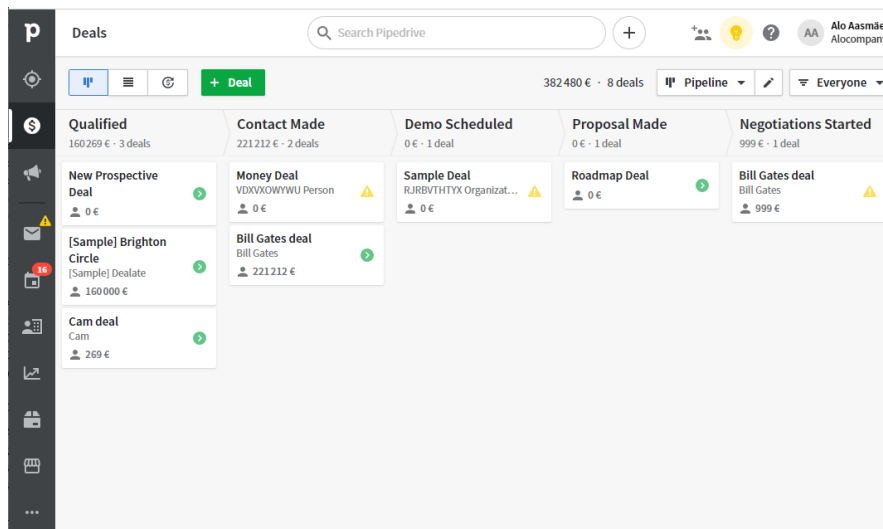 p
Deals
Search Pipedrive
+
AA
Alo Aasmäe
Alocompan
+ Deal
382 480 € · 8 deals
Pipeline
Everyone
Qualified
160 269 € · 3 deals
Contact Made
221 212 € · 2 deals
Demo Scheduled
0 € · 1 deal
Proposal Made
0 € · 1 deal
Negotiations Started
999 € · 1 deal
New Prospective
Deal
0 €
[Sample] Brighton
Circle
[Sample] Dealate
160 000 €
Cam deal
Cam
269 €
Money Deal
VDXVXOWYWU Person
0 €
Bill Gates deal
Bill Gates
221 212 €
Sample Deal
RJRBVTHTYX Organizat...
0 €
Roadmap Deal
0 €
Bill Gates deal
Bill Gates
999 €
16